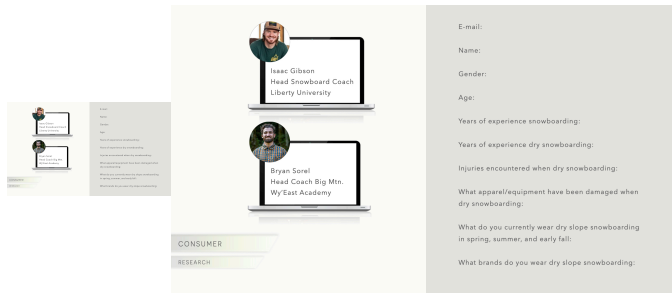 Isaac Gibson
Head Snowboard Coach
Liberty University
Bryan Sorel
Head Coach Big Mtn.
Wy'East Academy
CONSUMER
RESEARCH
E-mail:
Name:
Gender:
Age:
Years of experience snowboarding:
Years of experience dry snowboarding:
Injuries encountered when dry snowboarding:
What apparel/equipment have been damaged when
dry snowboarding:
What do you currently wear dry slope snowboarding
in spring, summer, and early fall:
What brands do you wear dry slope snowboarding: